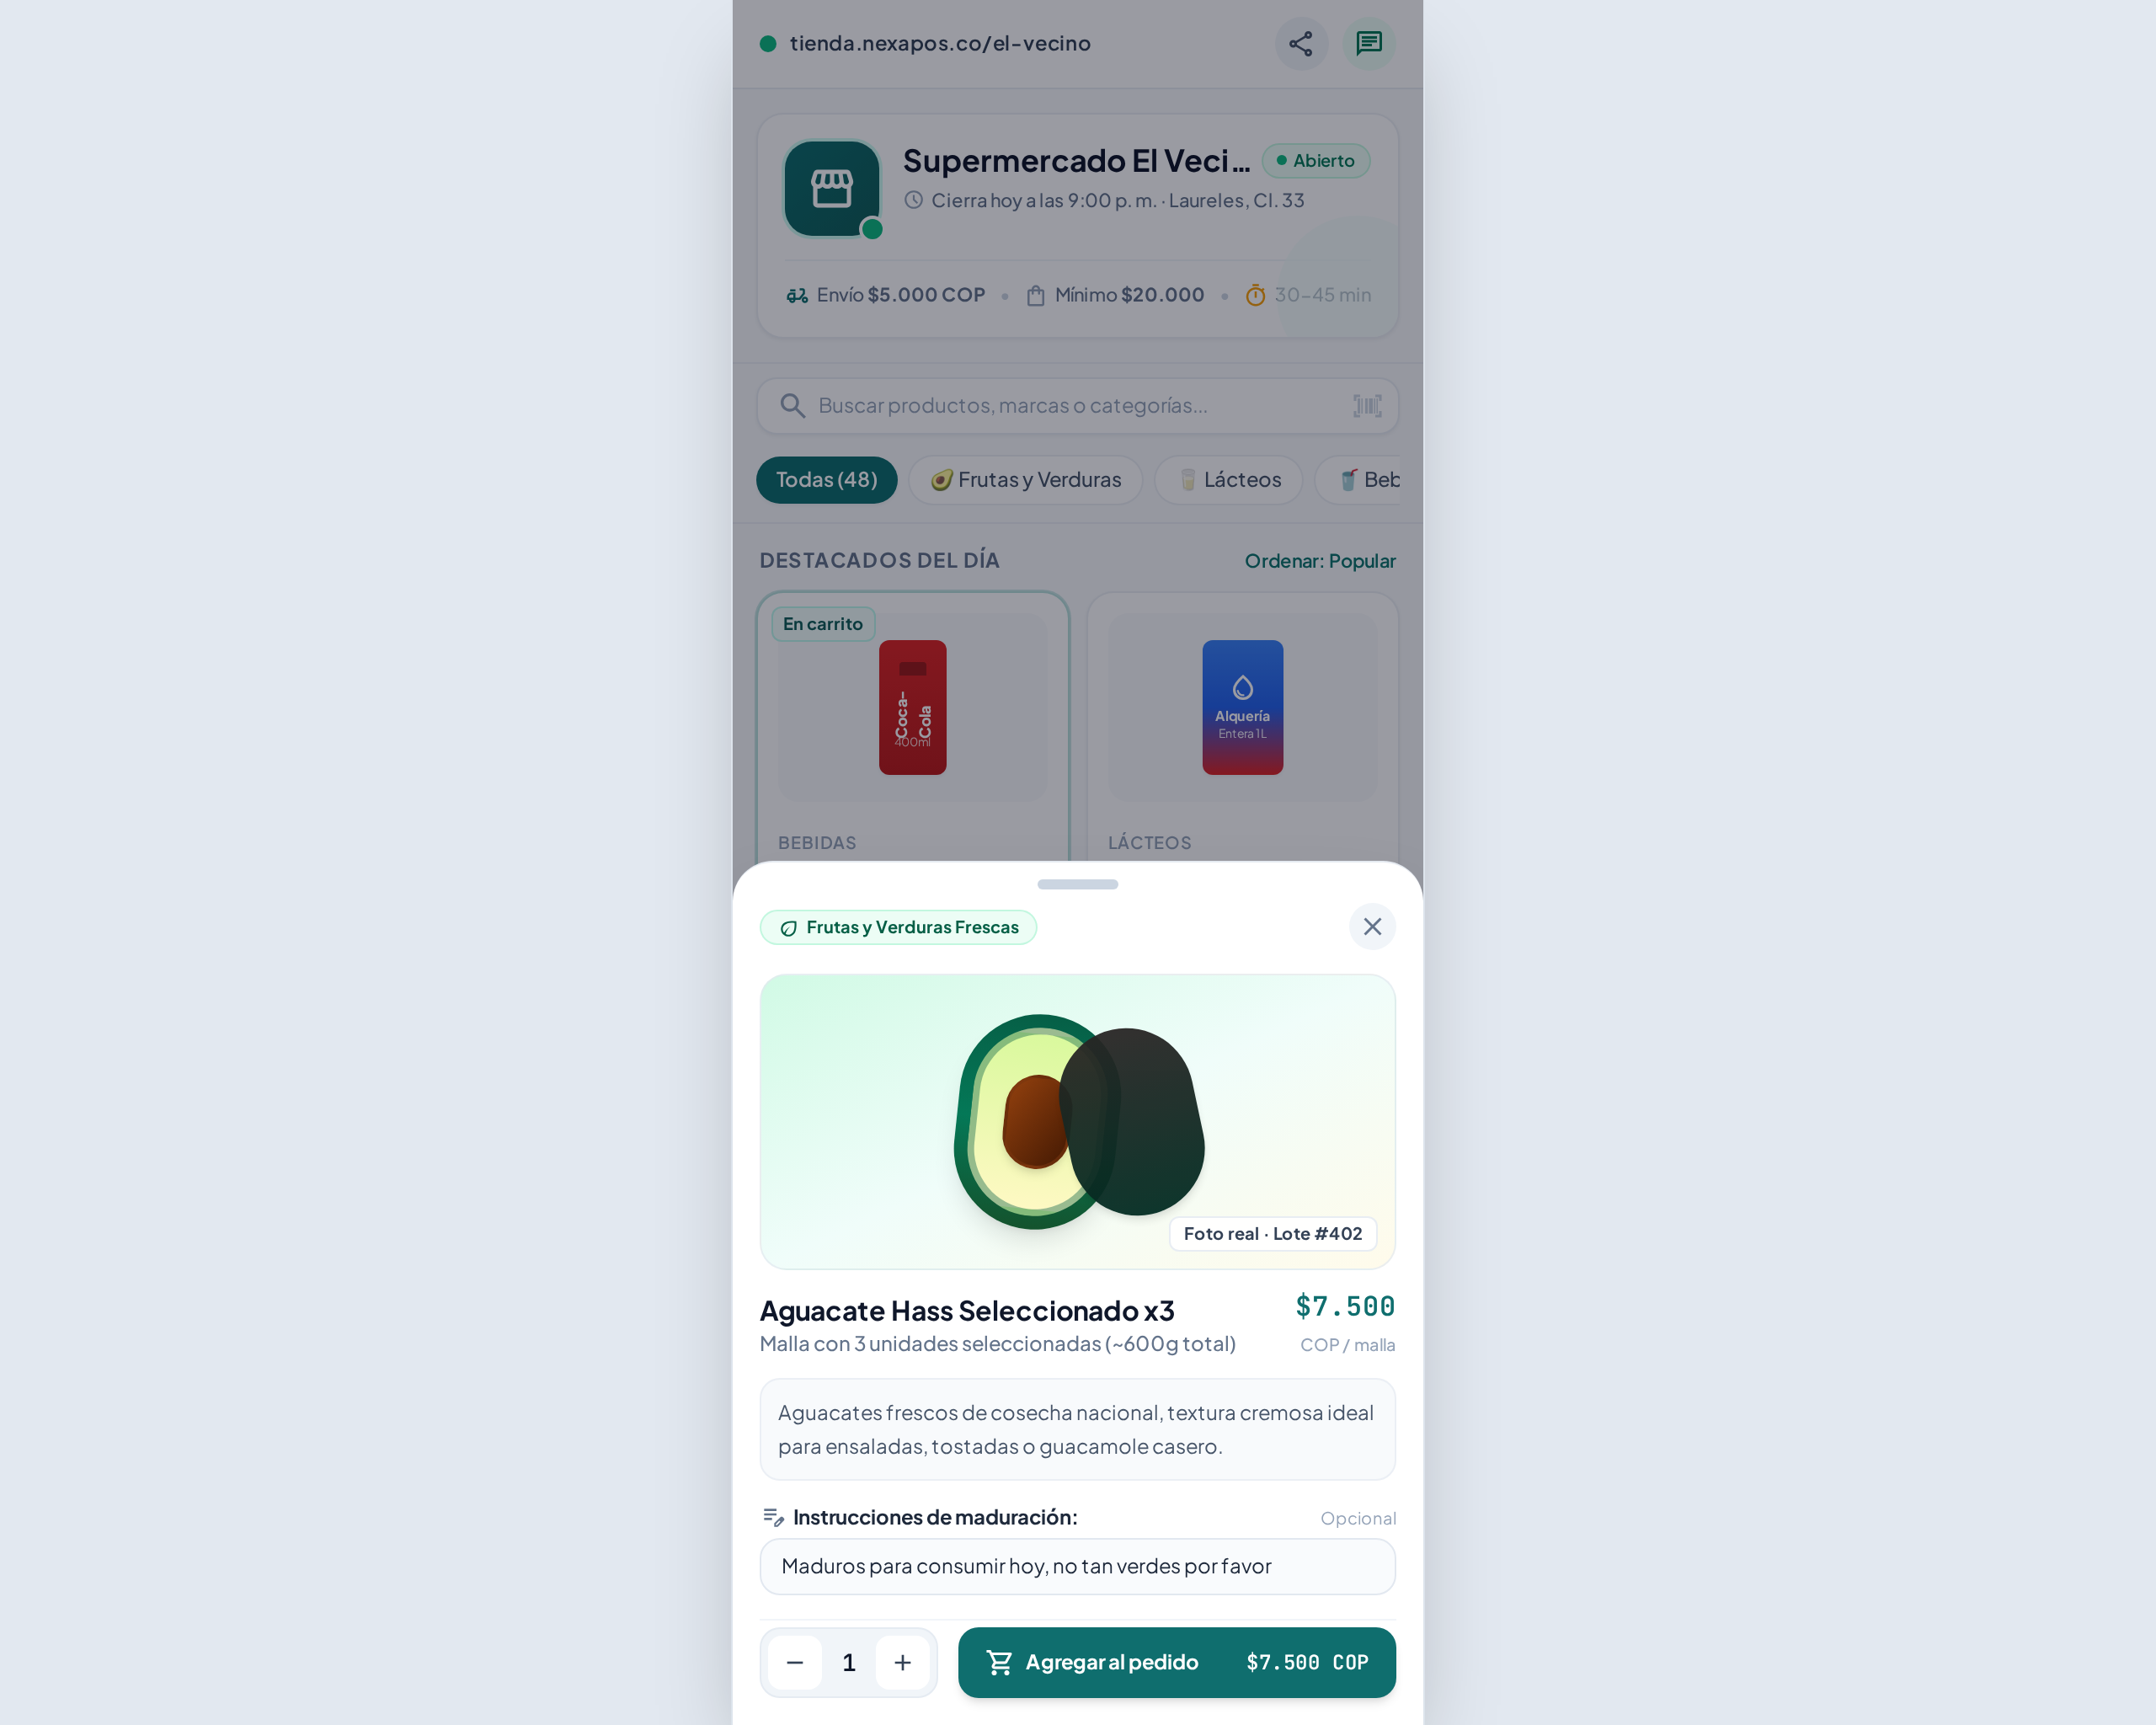 tienda.nexapos.co/el-vecino
Supermercado El Veci...
Abierto
Cierra hoy a las 9:00 p. m. · Laureles, Cl. 33
Envío $5.000 COP • Mínimo $20.000 • 30–45 min
Buscar productos, marcas o categorías...
Todas (48)
Frutas y Verduras
Lácteos
Beb
DESTACADOS DEL DÍA
Ordenar: Popular
En carrito
Coca-
Cola
400ml
Alquería
Entera 1L
BEBIDAS
LÁCTEOS
Frutas y Verduras Frescas
Foto real · Lote #402
Aguacate Hass Seleccionado x3
$7.500
Malla con 3 unidades seleccionadas (~600g total)
COP / malla
Aguacates frescos de cosecha nacional, textura cremosa ideal
para ensaladas, tostadas o guacamole casero.
Instrucciones de maduración:
Opcional
Maduros para consumir hoy, no tan verdes por favor
− 1 +
Agregar al pedido
$7.500 COP